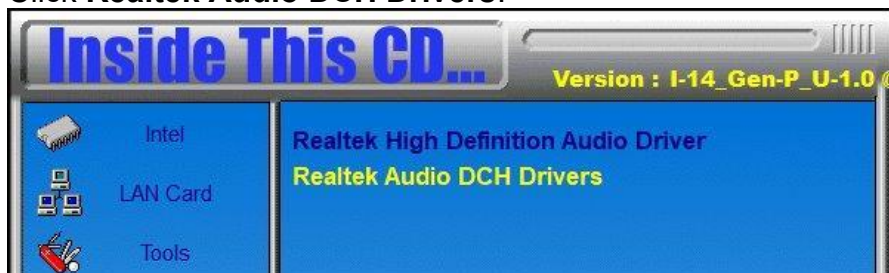 Click Realtek Audio DCH Drivers.
Inside This CD...
Version : I-14_Gen-P_U-1.0
Intel
Realtek High Definition Audio Driver
Realtek Audio DCH Drivers
LAN Card
Tools